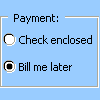 Payment:
Check enclosed
Bill me later